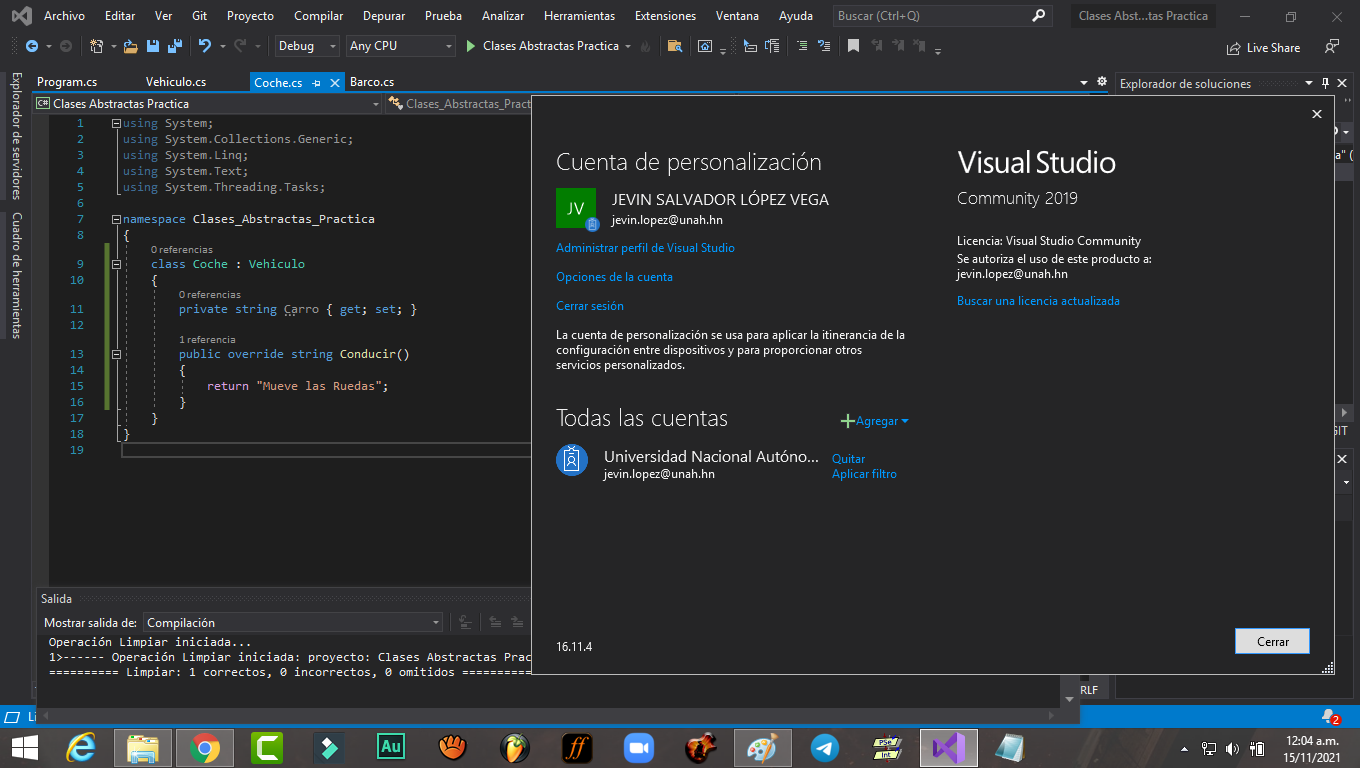 Archivo Editar Ver Git Proyecto Compilar Depurar Prueba Analizar Herramientas Extensiones Ventana Ayuda Buscar (Ctrl+Q) Clases Abst...tas Practica
Debug Any CPU Clases Abstractas Practica Live Share
Explorador de servidores
Cuadro de herramientas
Program.cs Vehiculo.cs Coche.cs Barco.cs
Explorador de soluciones
C# Clases Abstractas Practica Clases_Abstractas_Pract
1 using System;
2 using System.Collections.Generic;
3 using System.Linq;
4 using System.Text;
5 using System.Threading.Tasks;
6
7 namespace Clases_Abstractas_Practica
8 {
0 referencias
9 class Coche : Vehiculo
10 {
0 referencias
11 private string Carro { get; set; }
12
1 referencia
13 public override string Conducir()
14 {
15 return "Mueve las Ruedas";
16 }
17 }
18 }
19
Cuenta de personalización
JV
JEVIN SALVADOR LÓPEZ VEGA
jevin.lopez@unah.hn
Administrar perfil de Visual Studio
Opciones de la cuenta
Cerrar sesión
La cuenta de personalización se usa para aplicar la itinerancia de la
configuración entre dispositivos y para proporcionar otros
servicios personalizados.
Todas las cuentas
Agregar
Universidad Nacional Autóno...
jevin.lopez@unah.hn
Quitar
Aplicar filtro
Visual Studio
Community 2019
Licencia: Visual Studio Community
Se autoriza el uso de este producto a:
jevin.lopez@unah.hn
Buscar una licencia actualizada
16.11.4
Cerrar
a" (
GIT
Salida
Mostrar salida de: Compilación
Operación Limpiar iniciada...
1>------ Operación Limpiar iniciada: proyecto: Clases Abstractas Prac
========== Limpiar: 1 correctos, 0 incorrectos, 0 omitidos ==========
RLF
Li
2
Au
ff
PSe
Int
12:04 a.m.
15/11/2021